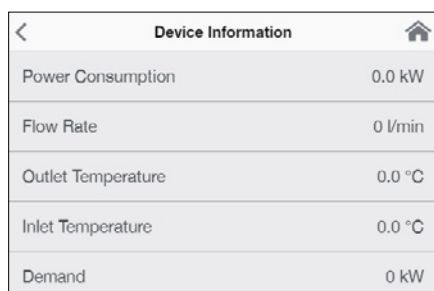 Device Information
Power Consumption 0.0 kW
Flow Rate 0 l/min
Outlet Temperature 0.0 °C
Inlet Temperature 0.0 °C
Demand 0 kW